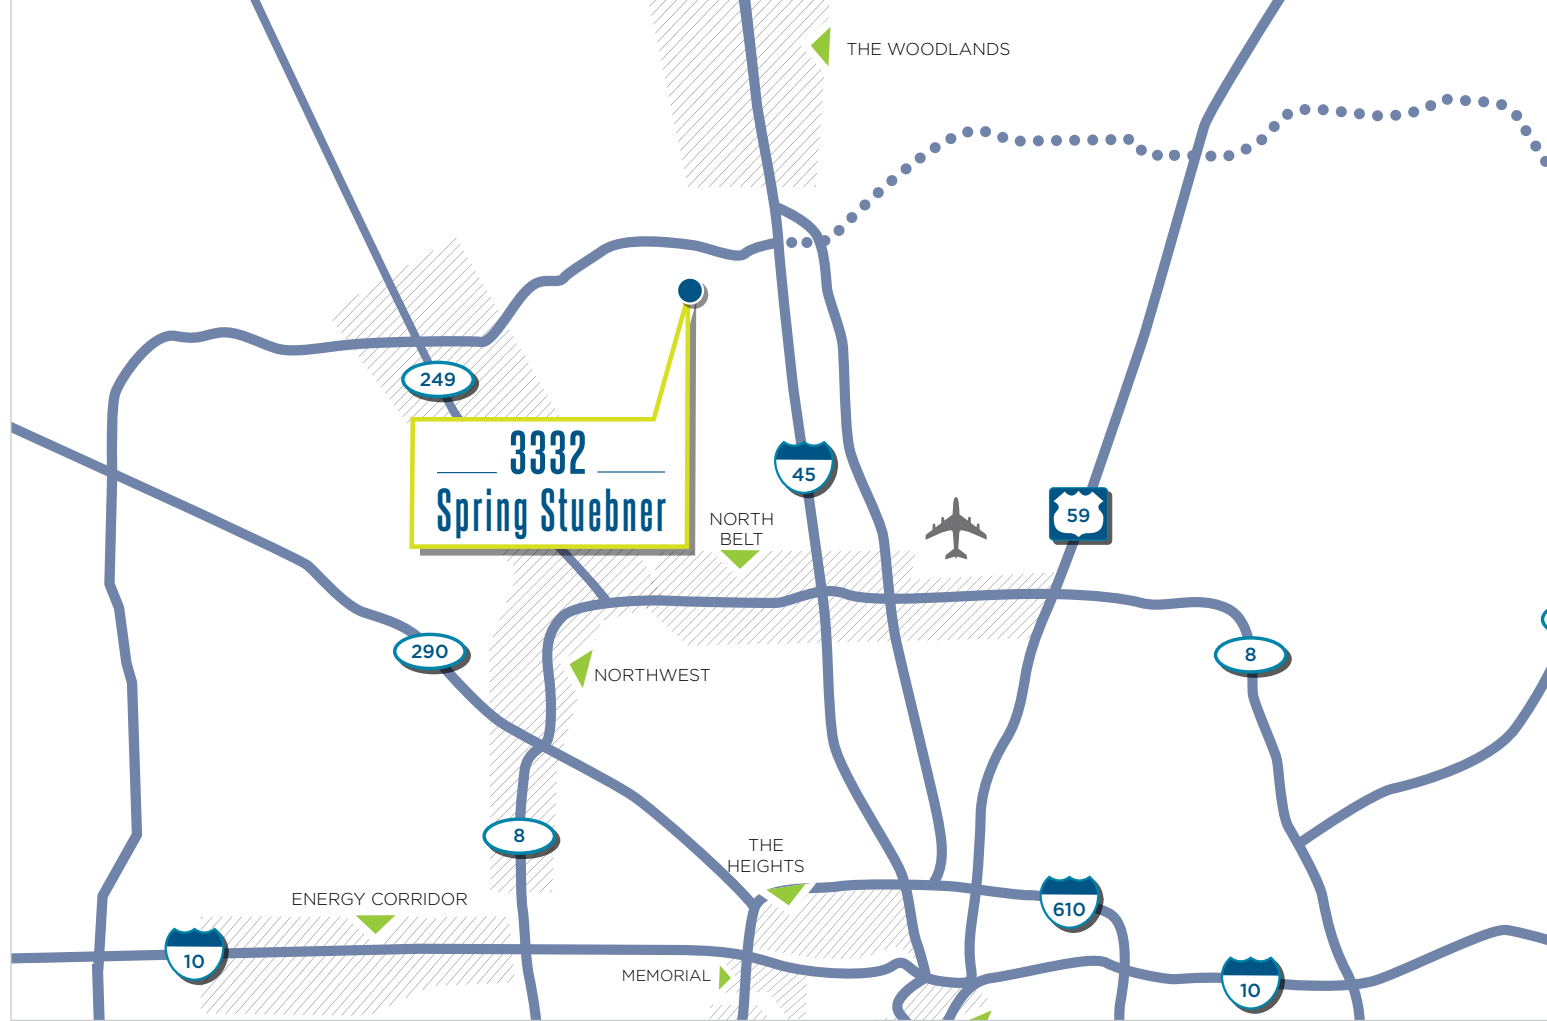 THE WOODLANDS
249
3332
Spring Stuebner
45
59
NORTH
BELT
290
8
NORTHWEST
8
THE
HEIGHTS
610
ENERGY CORRIDOR
10
MEMORIAL
10